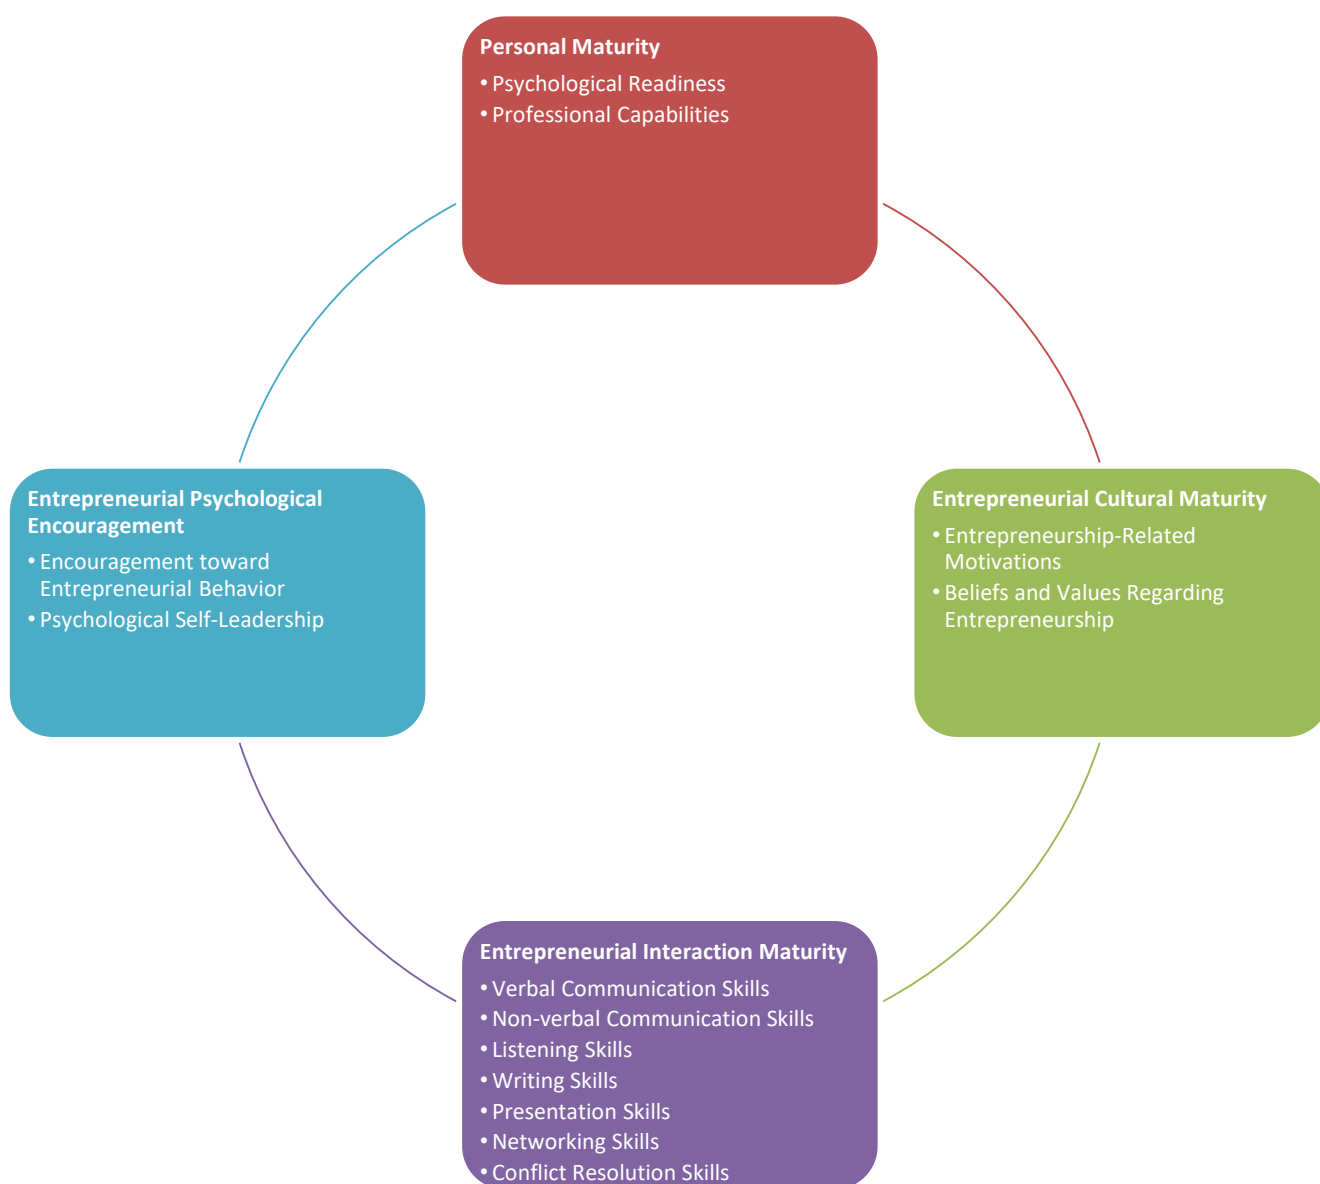 Personal Maturity
• Psychological Readiness
• Professional Capabilities
Entrepreneurial Psychological
Encouragement
• Encouragement toward
Entrepreneurial Behavior
• Psychological Self-Leadership
Entrepreneurial Cultural Maturity
• Entrepreneurship-Related
Motivations
• Beliefs and Values Regarding
Entrepreneurship
Entrepreneurial Interaction Maturity
• Verbal Communication Skills
• Non-verbal Communication Skills
• Listening Skills
• Writing Skills
• Presentation Skills
• Networking Skills
• Conflict Resolution Skills